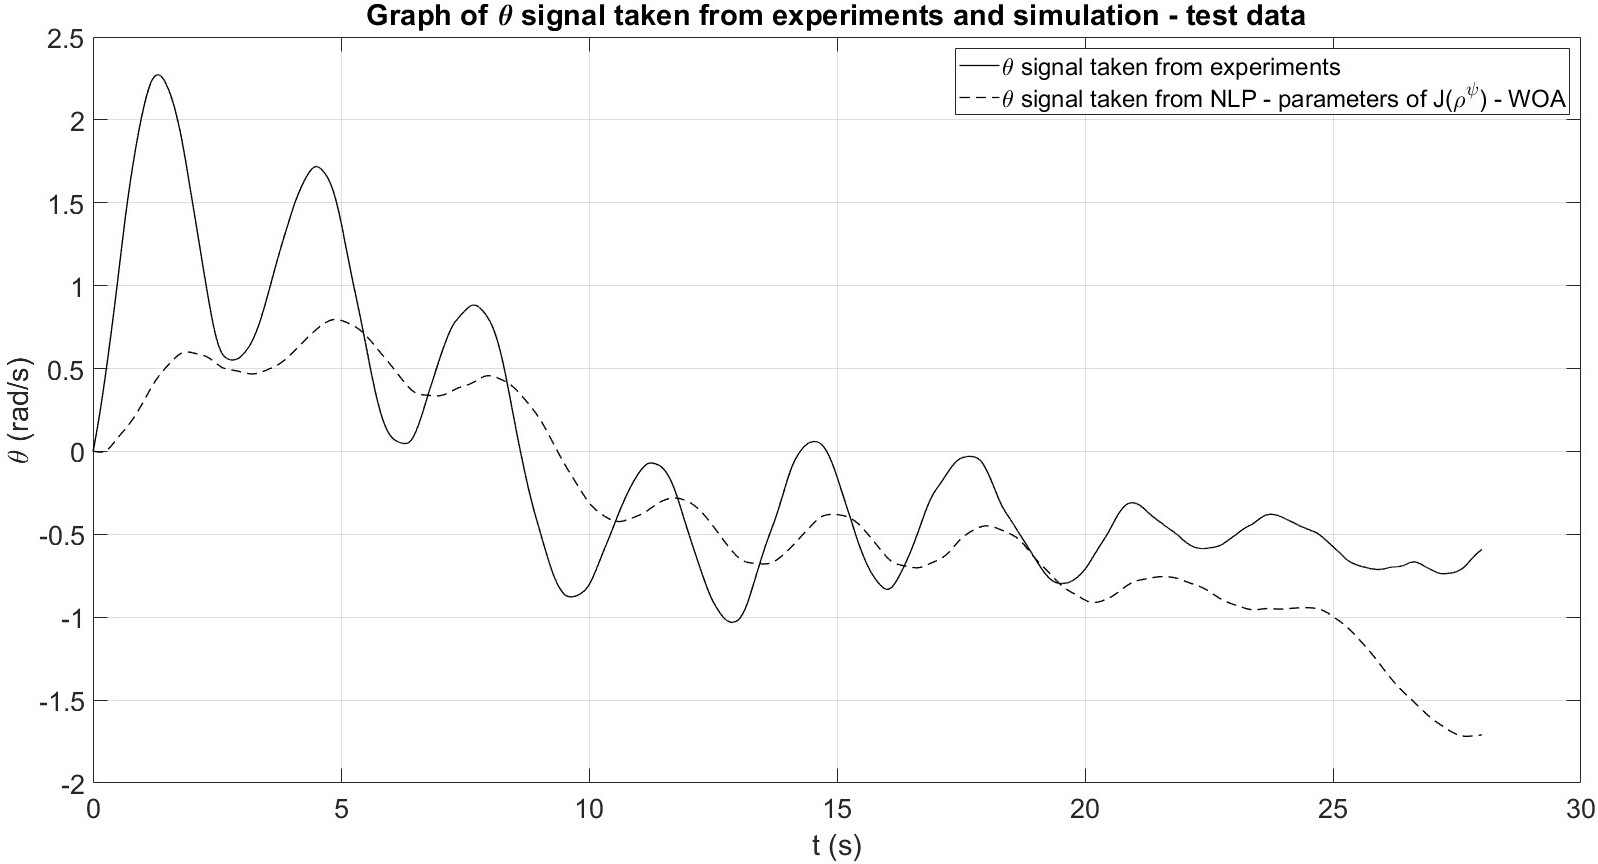 Graph of θ signal taken from experiments and simulation - test data
θ signal taken from experiments
θ signal taken from NLP - parameters of J(ρ^ψ) - WOA
2.5
2
1.5
1
0.5
0
-0.5
-1
-1.5
-2
θ (rad/s)
0 5 10 15 20 25 30
t (s)